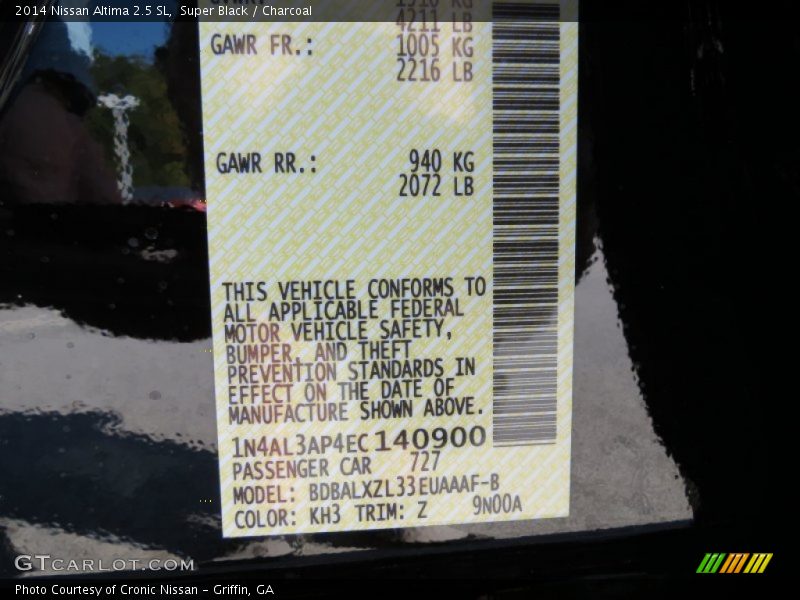 2014 Nissan Altima 2.5 SL, Super Black / Charcoal
4211 LB
GAWR FR.: 1005 KG
2216 LB
GAWR RR.: 940 KG
2072 LB
THIS VEHICLE CONFORMS TO
ALL APPLICABLE FEDERAL
MOTOR VEHICLE SAFETY,
BUMPER, AND THEFT
PREVENTION STANDARDS IN
EFFECT ON THE DATE OF
MANUFACTURE SHOWN ABOVE.
1N4AL3AP4EC140900
PASSENGER CAR 727
MODEL: BDBALXZL33EUAAAF-B
COLOR: KH3 TRIM: Z 9N00A
GTCARLOT.COM
Photo Courtesy of Cronic Nissan - Griffin, GA